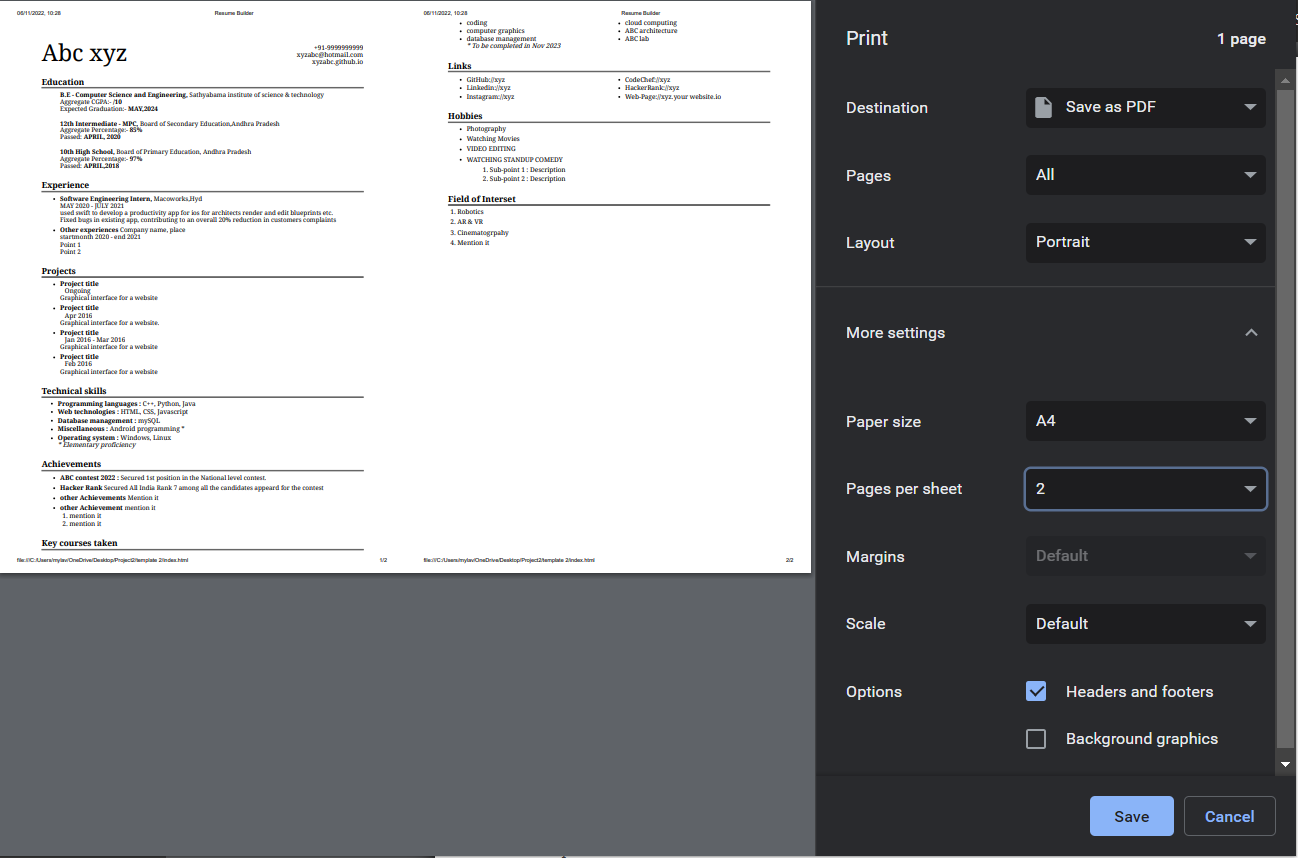 06/11/2022, 10:28
Resume Builder
Abc xyz
+91-9999999999
xyzabc@hotmail.com
xyzabc.github.io
Education
B.E - Computer Science and Engineering, Sathyabama institute of science & technology
Aggregate CGPA:- /10
Expected Graduation:- MAY,2024
12th Intermediate - MPC, Board of Secondary Education,Andhra Pradesh
Aggregate Percentage:- 85%
Passed: APRIL, 2020
10th High School, Board of Primary Education, Andhra Pradesh
Aggregate Percentage:- 97%
Passed: APRIL,2018
Experience
• Software Engineering Intern, Macoworks,Hyd
MAY 2020 - JULY 2021
used swift to develop a productivity app for ios for architects render and edit blueprints etc.
Fixed bugs in existing app, contributing to an overall 20% reduction in customers complaints
• Other experiences Company name, place
startmonth 2020 - end 2021
Point 1
Point 2
Projects
• Project title
Ongoing
Graphical interface for a website
• Project title
Apr 2016
Graphical interface for a website.
• Project title
Jan 2016 - Mar 2016
Graphical interface for a website
• Project title
Feb 2016
Graphical interface for a website
Technical skills
• Programming languages : C++, Python, Java
• Web technologies : HTML, CSS, Javascript
• Database management : mySQL
• Miscellaneous : Android programming *
• Operating system : Windows, Linux
* Elementary proficiency
Achievements
• ABC contest 2022 : Secured 1st position in the National level contest.
• Hacker Rank Secured All India Rank 7 among all the candidates appeard for the contest
• other Achievements Mention it
• other Achievement mention it
1. mention it
2. mention it
Key courses taken
file:///C:/Users/mylav/OneDrive/Desktop/Project2/template 2/index.html
1/2
06/11/2022, 10:28
Resume Builder
• coding
• cloud computing
• computer graphics
• ABC architecture
• database management
• ABC lab
* To be completed in Nov 2023
Links
• GitHub://xyz
• CodeChef://xyz
• Linkedin://xyz
• HackerRank://xyz
• Instagram://xyz
• Web-Page://xyz.your website.io
Hobbies
• Photography
• Watching Movies
• VIDEO EDITING
• WATCHING STANDUP COMEDY
1. Sub-point 1 : Description
2. Sub-point 2 : Description
Field of Interset
1. Robotics
2. AR & VR
3. Cinematogrpahy
4. Mention it
file:///C:/Users/mylav/OneDrive/Desktop/Project2/template 2/index.html
2/2
Print
1 page
Destination
Save as PDF
Pages
All
Layout
Portrait
More settings
Paper size
A4
Pages per sheet
2
Margins
Default
Scale
Default
Options
Headers and footers
Background graphics
Save
Cancel